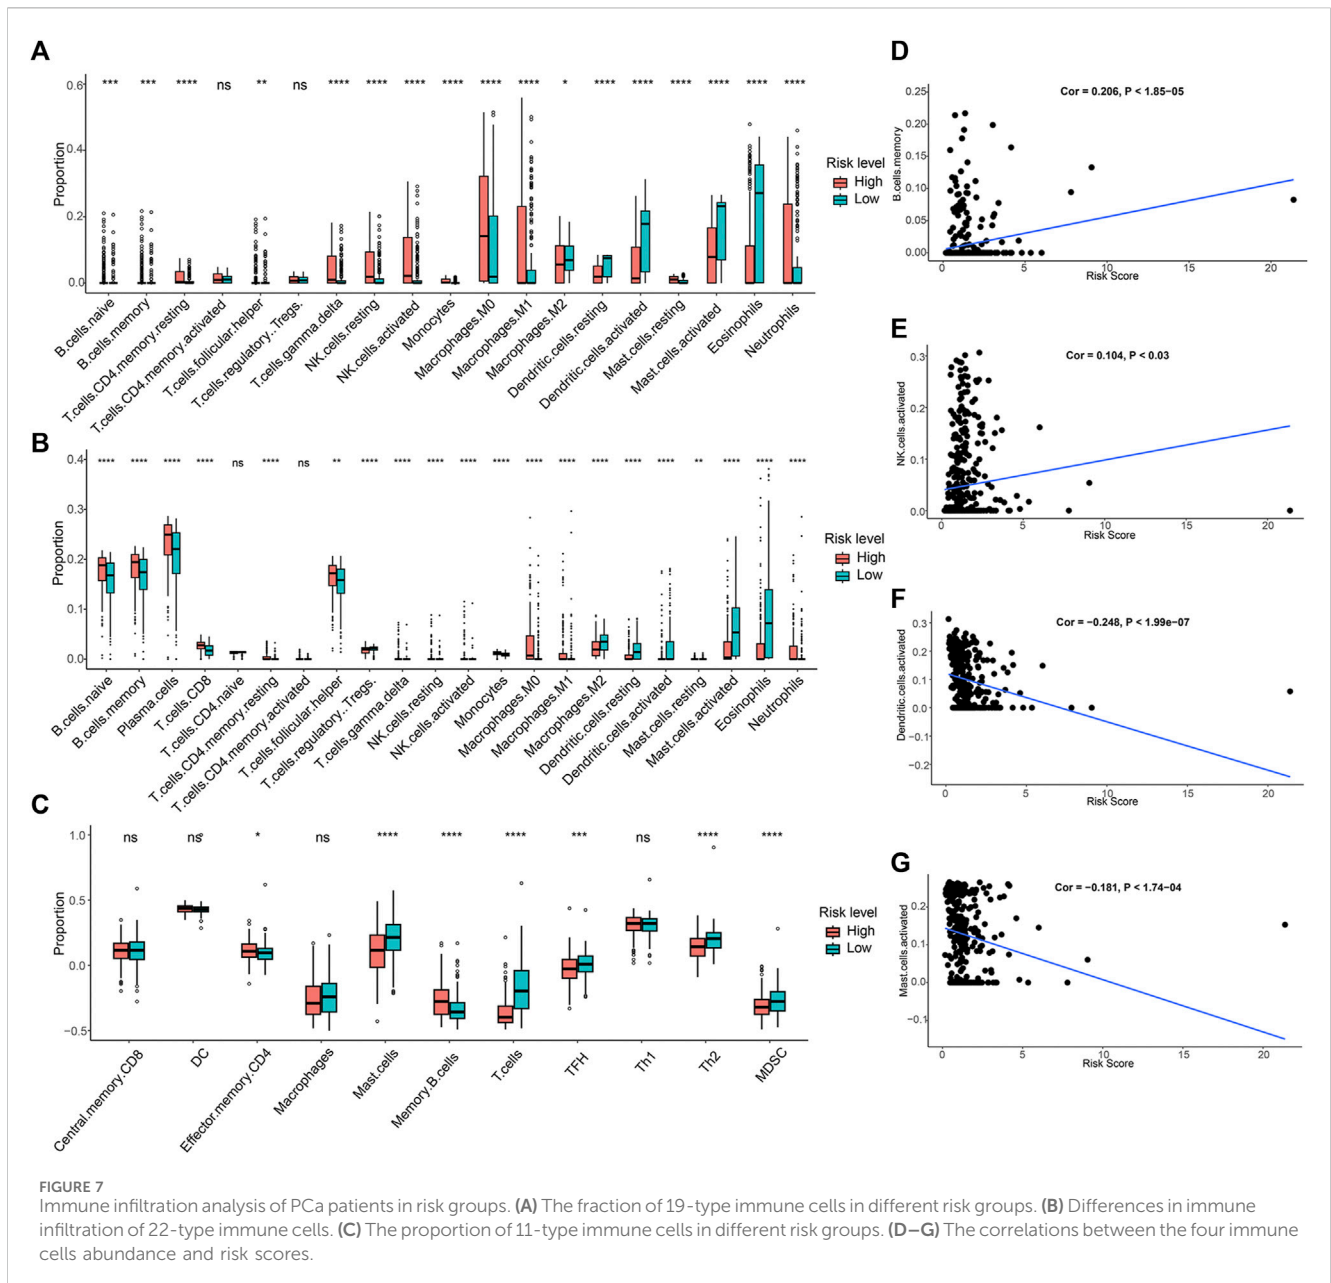 A
*** *** **** ns ** ns **** **** **** **** **** **** * **** **** **** **** **** ****
Proportion
0.6
0.4
0.2
0.0
B.cells.naive
B.cells.memory
T.cells.CD4.memory.resting
T.cells.CD4.memory.activated
T.cells.follicular.helper
T.cells.regulatory..Tregs.
T.cells.gamma.delta
NK.cells.resting
NK.cells.activated
Monocytes
Macrophages.M0
Macrophages.M1
Macrophages.M2
Dendritic.cells.resting
Dendritic.cells.activated
Mast.cells.resting
Mast.cells.activated
Eosinophils
Neutrophils
Risk level
High
Low
B
**** **** **** **** ns **** ns ** **** **** **** **** **** **** **** **** **** **** ** **** **** ****
Proportion
0.4
0.3
0.2
0.1
0.0
B.cells.naive
B.cells.memory
Plasma.cells
T.cells.CD8
T.cells.CD4.naive
T.cells.CD4.memory.resting
T.cells.CD4.memory.activated
T.cells.follicular.helper
T.cells.regulatory..Tregs.
T.cells.gamma.delta
NK.cells.resting
NK.cells.activated
Monocytes
Macrophages.M0
Macrophages.M1
Macrophages.M2
Dendritic.cells.resting
Dendritic.cells.activated
Mast.cells.resting
Mast.cells.activated
Eosinophils
Neutrophils
Risk level
High
Low
C
ns ns * ns **** **** **** *** ns **** ****
Proportion
1.0
0.5
0.0
−0.5
Central.memory.CD8
DC
Effector.memory.CD4
Macrophages
Mast.cells
Memory.B.cells
T.cells
TFH
Th1
Th2
MDSC
Risk level
High
Low
D
Cor = 0.206, P < 1.85−05
B.cells.memory
0.25
0.20
0.15
0.10
0.05
0.00
0 5 10 15 20
Risk Score
E
Cor = 0.104, P < 0.03
NK.cells.activated
0.3
0.2
0.1
0.0
0 5 10 15 20
Risk Score
F
Cor = −0.248, P < 1.99e−07
Dendritic.cells.activated
0.3
0.2
0.1
0.0
−0.1
−0.2
0 5 10 15 20
Risk Score
G
Cor = −0.181, P < 1.74−04
Mast.cells.activated
0.2
0.1
0.0
−0.1
0 5 10 15 20
Risk Score
FIGURE 7
Immune infiltration analysis of PCa patients in risk groups. (A) The fraction of 19-type immune cells in different risk groups. (B) Differences in immune
infiltration of 22-type immune cells. (C) The proportion of 11-type immune cells in different risk groups. (D–G) The correlations between the four immune
cells abundance and risk scores.